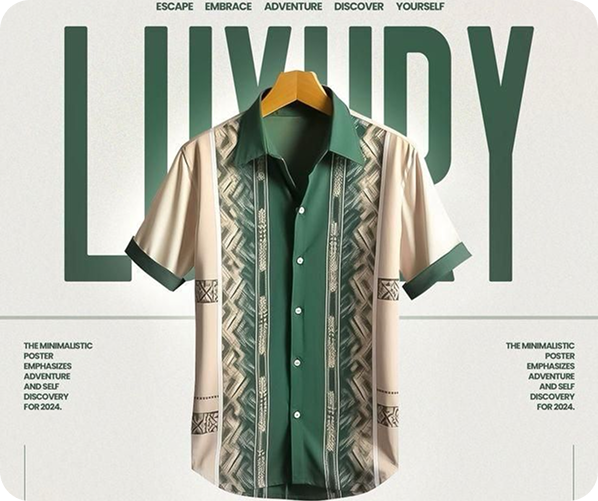 ESCAPE EMBRACE ADVENTURE DISCOVER YOURSELF
LUXURY
THE MINIMALISTIC
POSTER
EMPHASIZES
ADVENTURE
AND SELF
DISCOVERY
FOR 2024.
THE MINIMALISTIC
POSTER
EMPHASIZES
ADVENTURE
AND SELF
DISCOVERY
FOR 2024.